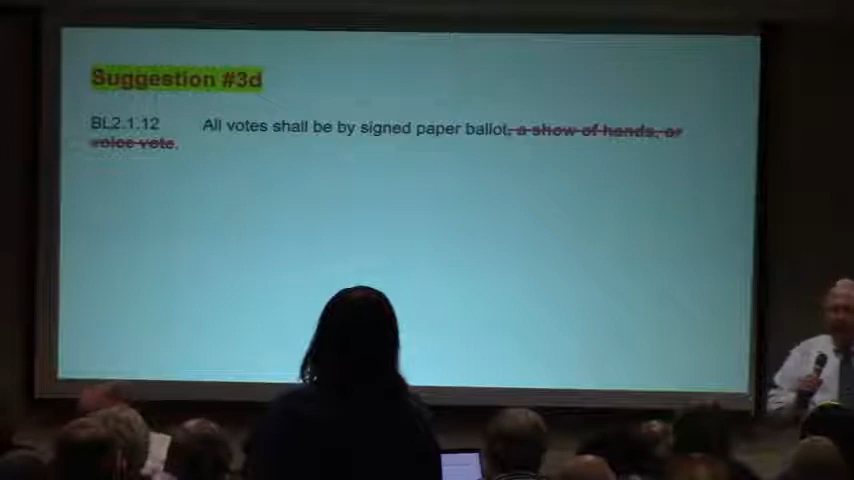 Suggestion #3d
BL2.1.12 All votes shall be by signed paper ballot, a show of hands, or
voice vote.